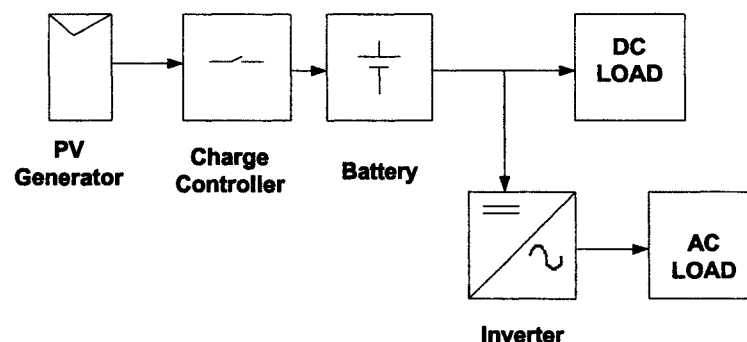 DC
LOAD
PV
Generator
Charge
Controller
Battery
AC
LOAD
Inverter